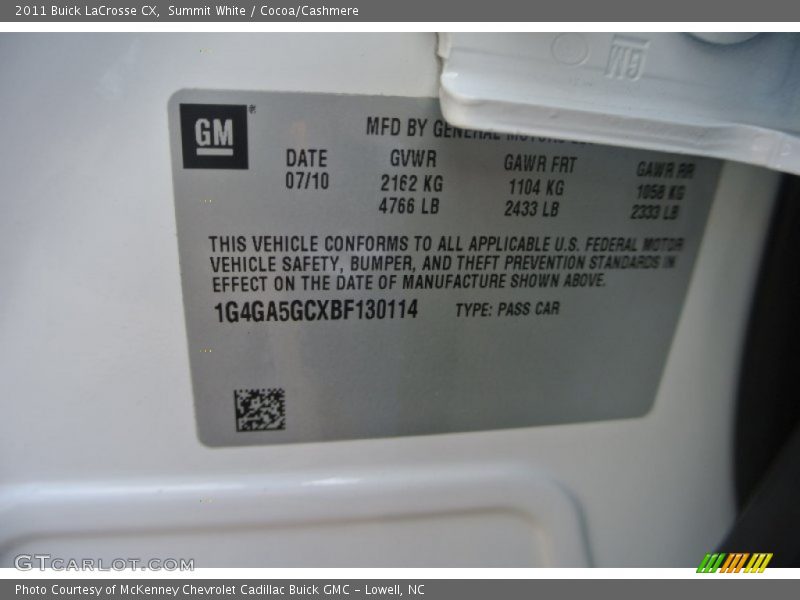 2011 Buick LaCrosse CX, Summit White / Cocoa/Cashmere
GM
GM ®
MFD BY GENERAL MOTORS
DATE GVWR GAWR FRT GAWR RR
07/10 2162 KG 1104 KG 1058 KG
4766 LB 2433 LB 2333 LB
THIS VEHICLE CONFORMS TO ALL APPLICABLE U.S. FEDERAL MOTOR
VEHICLE SAFETY, BUMPER, AND THEFT PREVENTION STANDARDS IN
EFFECT ON THE DATE OF MANUFACTURE SHOWN ABOVE.
1G4GA5GCXBF130114 TYPE: PASS CAR
GTCARLOT.COM
Photo Courtesy of McKenney Chevrolet Cadillac Buick GMC – Lowell, NC